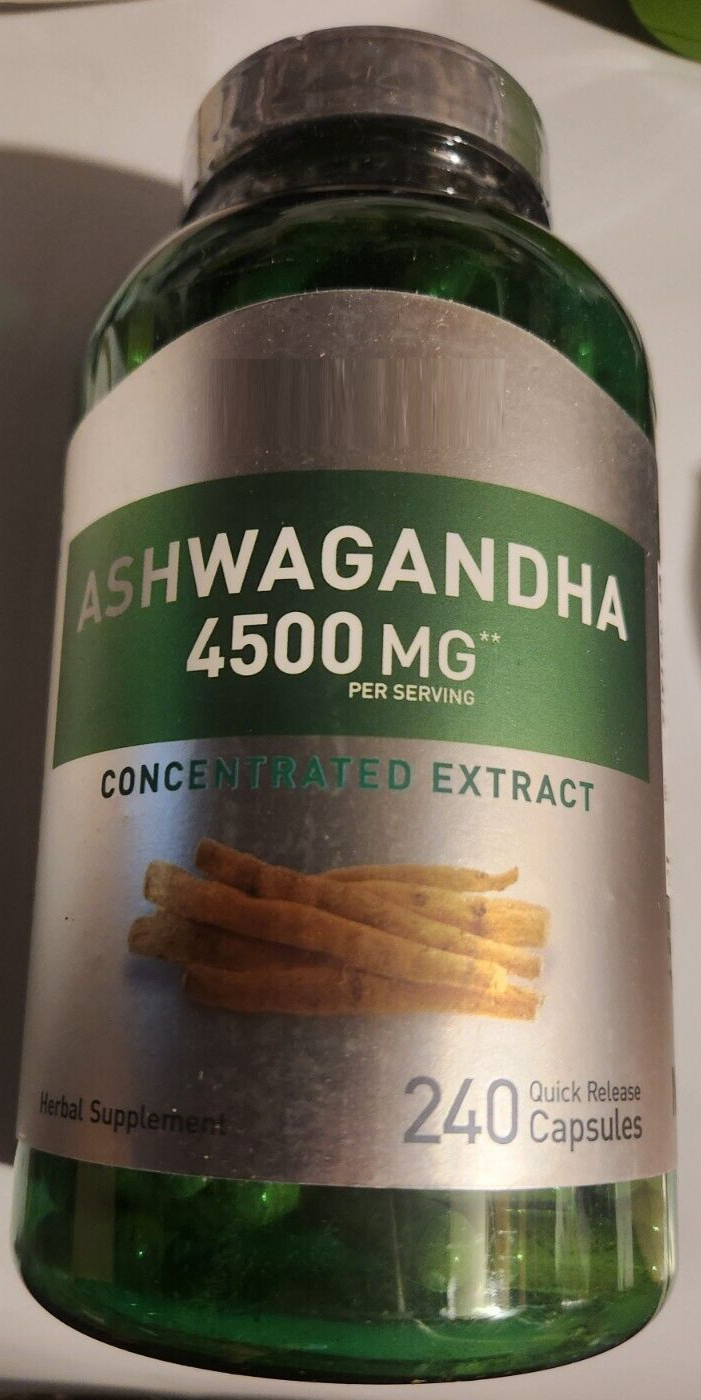 ASHWAGANDHA
4500 MG**
PER SERVING
CONCENTRATED EXTRACT
Herbal Supplement
240 Quick Release
Capsules